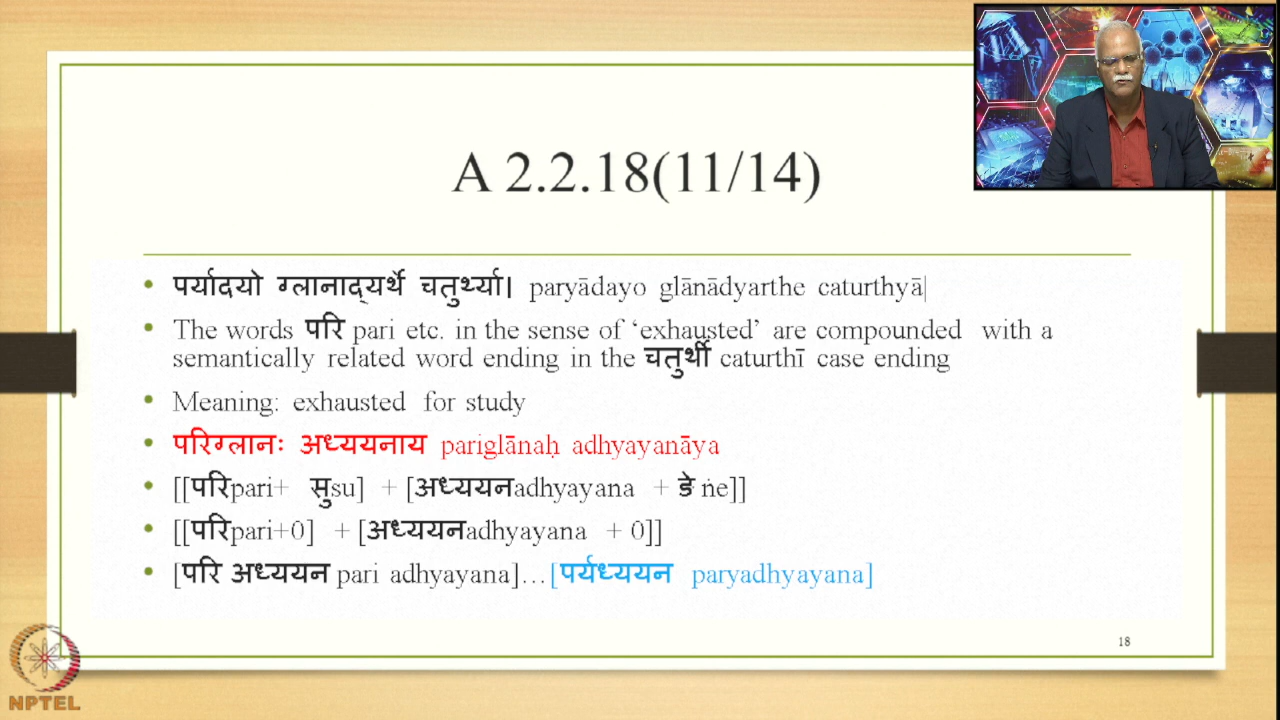 A 2.2.18(11/14)
पर्यादयो ग्लानाद्यर्थे चतुर्थ्या। paryādayo glānādyarthe caturthyā|
The words परि pari etc. in the sense of ‘exhausted’ are compounded with a
semantically related word ending in the चतुर्थी caturthī case ending
Meaning: exhausted for study
परिग्लानः अध्ययनाय pariglānaḥ adhyayanāya
[[परिpari+ सुsu] + [अध्ययनadhyayana + ङे ṅe]]
[[परिpari+0] + [अध्ययनadhyayana + 0]]
[परि अध्ययन pari adhyayana]…[पर्यध्ययन paryadhyayana]
18
NPTEL